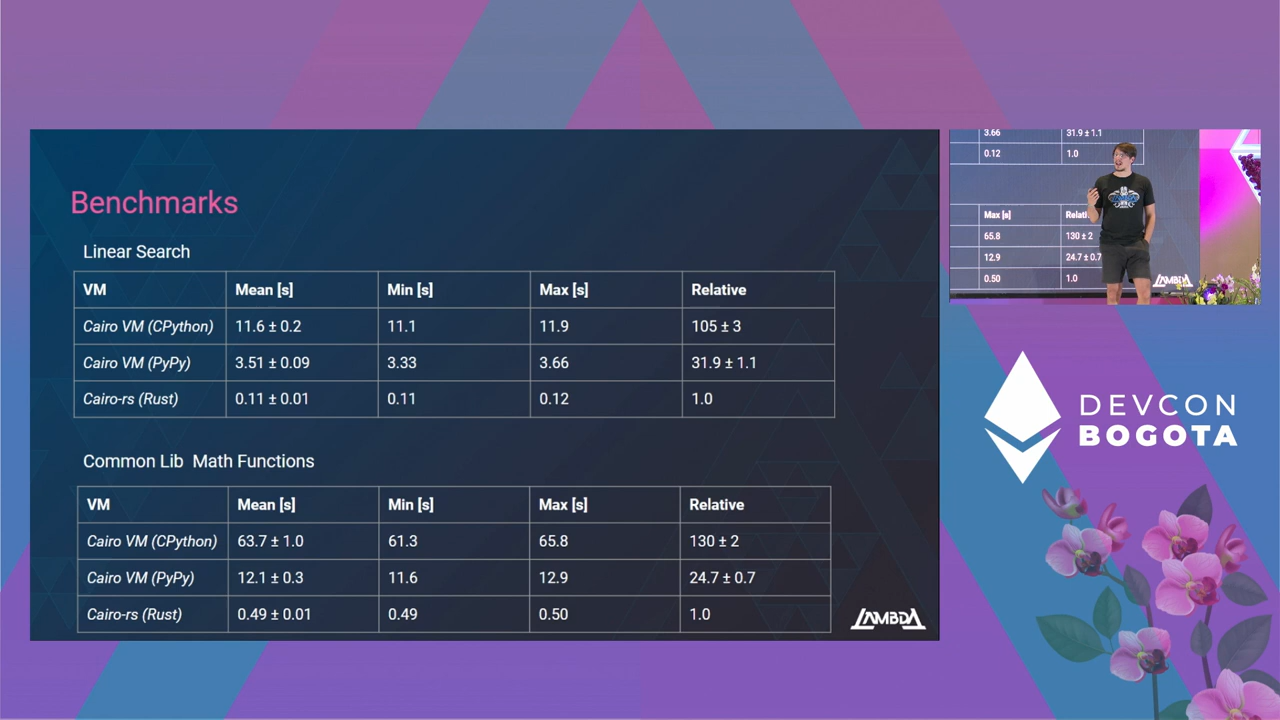 Benchmarks
Linear Search
VM Mean [s] Min [s] Max [s] Relative
Cairo VM (CPython) 11.6 ± 0.2 11.1 11.9 105 ± 3
Cairo VM (PyPy) 3.51 ± 0.09 3.33 3.66 31.9 ± 1.1
Cairo-rs (Rust) 0.11 ± 0.01 0.11 0.12 1.0
Common Lib Math Functions
VM Mean [s] Min [s] Max [s] Relative
Cairo VM (CPython) 63.7 ± 1.0 61.3 65.8 130 ± 2
Cairo VM (PyPy) 12.1 ± 0.3 11.6 12.9 24.7 ± 0.7
Cairo-rs (Rust) 0.49 ± 0.01 0.49 0.50 1.0
LAMBDA
3.66 31.9 ± 1.1
0.12 1.0
Max [s] Relati
65.8 130 ± 2
12.9 24.7 ± 0.7
0.50 1.0
LAMBDA
DEVCON
BOGOTA